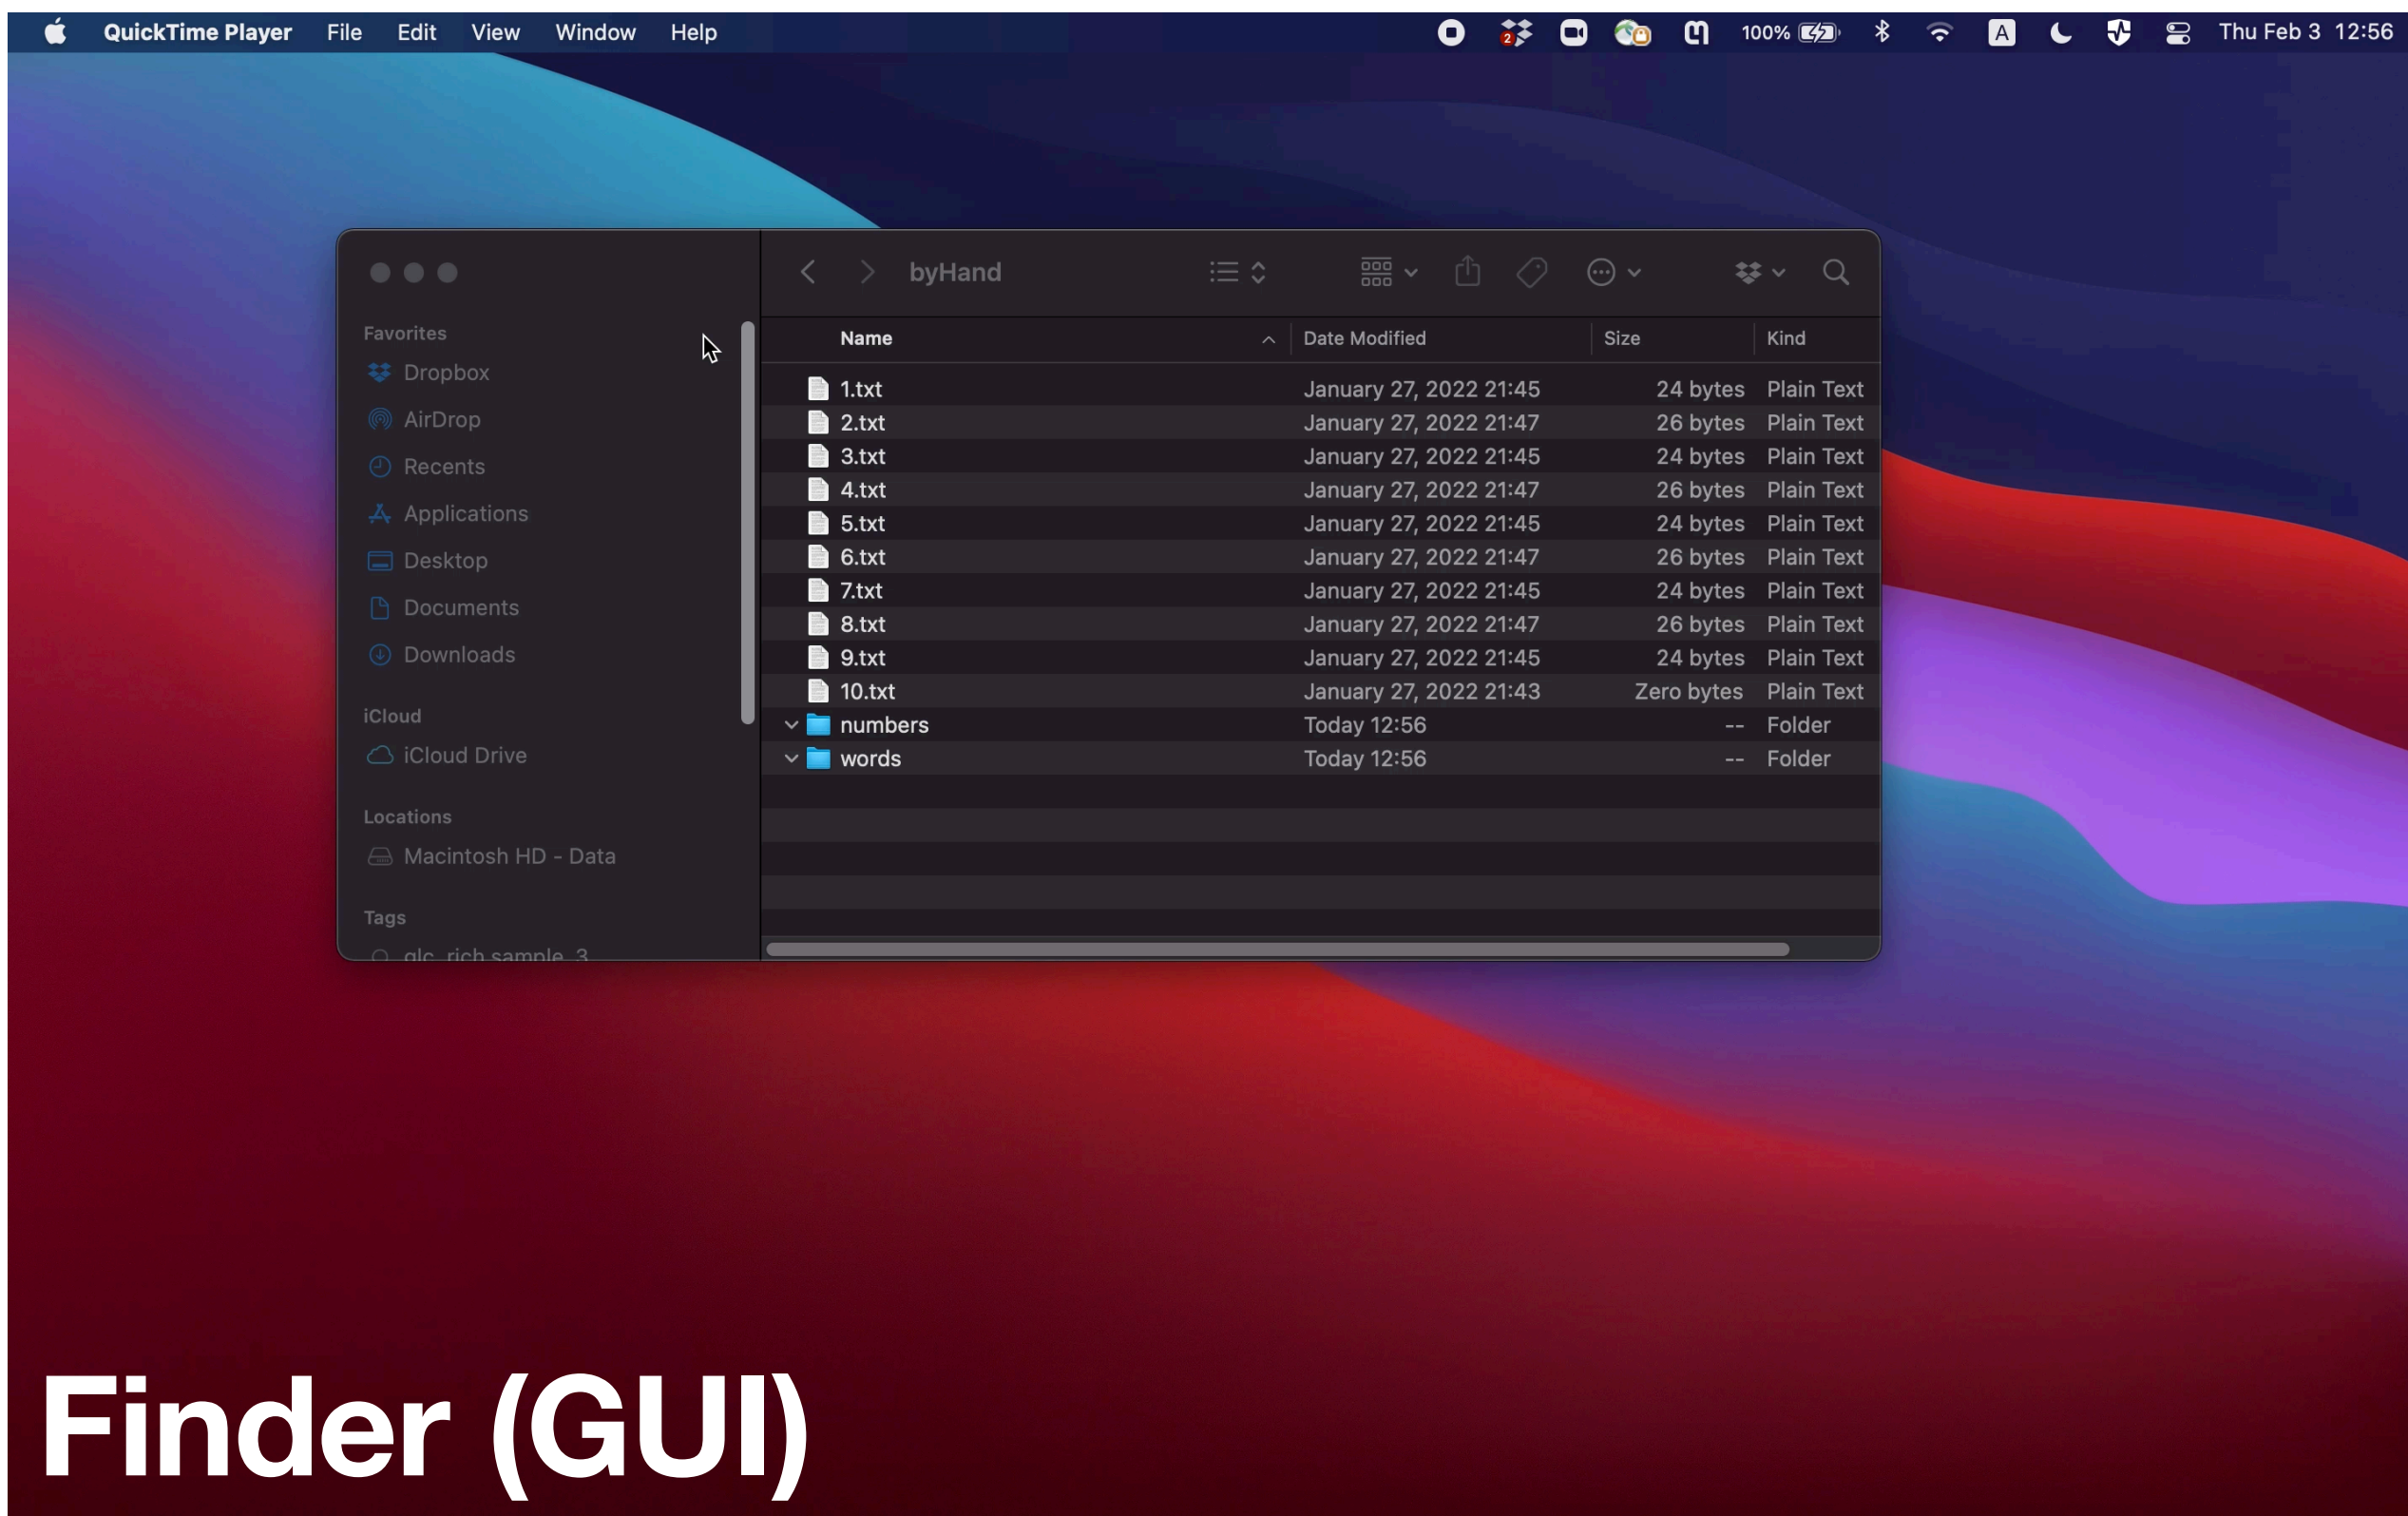 QuickTime Player File Edit View Window Help 2 100% A Thu Feb 3 12:56
byHand
Favorites
Dropbox
AirDrop
Recents
Applications
Desktop
Documents
Downloads
iCloud
iCloud Drive
Locations
Macintosh HD - Data
Tags
glc_rich sample_3
Name Date Modified Size Kind
1.txt January 27, 2022 21:45 24 bytes Plain Text
2.txt January 27, 2022 21:47 26 bytes Plain Text
3.txt January 27, 2022 21:45 24 bytes Plain Text
4.txt January 27, 2022 21:47 26 bytes Plain Text
5.txt January 27, 2022 21:45 24 bytes Plain Text
6.txt January 27, 2022 21:47 26 bytes Plain Text
7.txt January 27, 2022 21:45 24 bytes Plain Text
8.txt January 27, 2022 21:47 26 bytes Plain Text
9.txt January 27, 2022 21:45 24 bytes Plain Text
10.txt January 27, 2022 21:43 Zero bytes Plain Text
numbers Today 12:56 -- Folder
words Today 12:56 -- Folder
Finder (GUI)